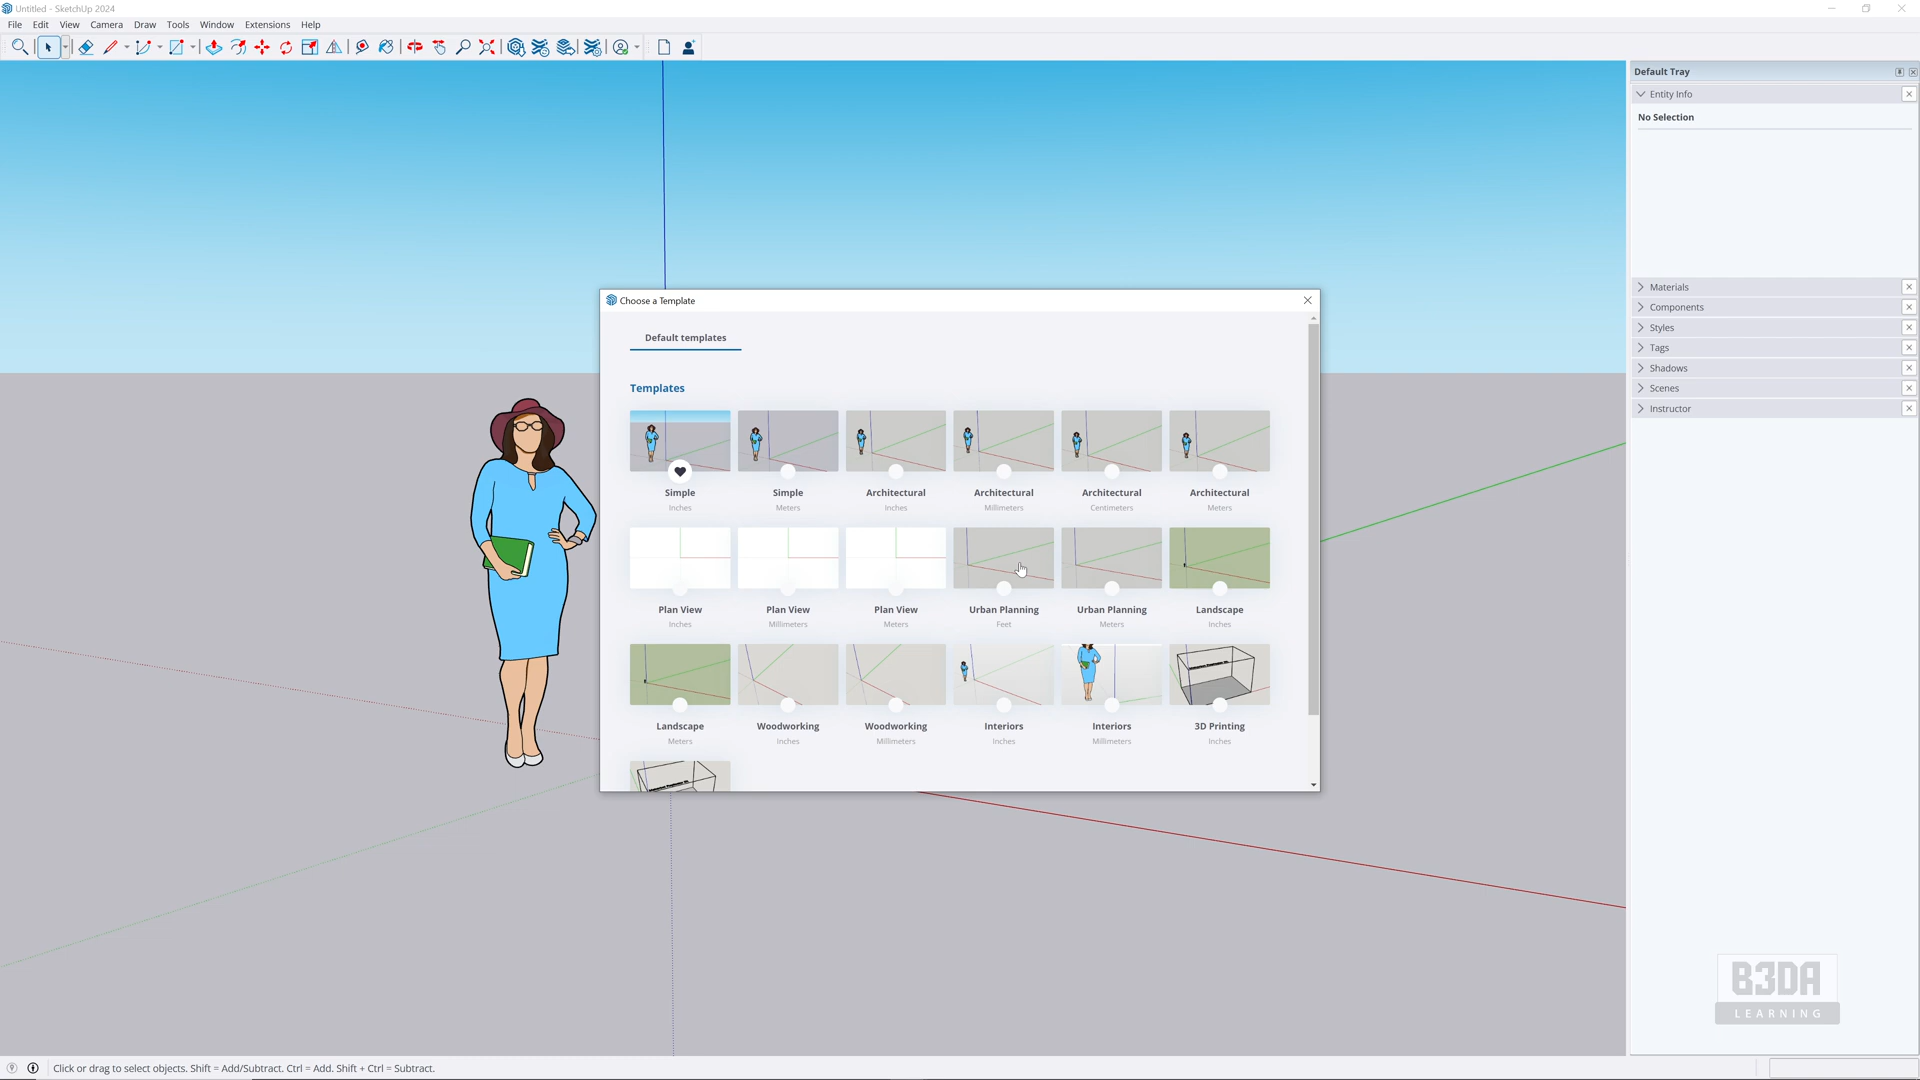 Untitled - SketchUp 2024
File Edit View Camera Draw Tools Window Extensions Help
Default Tray
Entity Info
No Selection
Materials
Components
Styles
Tags
Shadows
Scenes
Instructor
Choose a Template
Default templates
Templates
Simple Simple Architectural Architectural Architectural Architectural
Inches Meters Inches Millimeters Centimeters Meters
Plan View Plan View Plan View Urban Planning Urban Planning Landscape
Inches Millimeters Meters Feet Meters Inches
Landscape Woodworking Woodworking Interiors Interiors 3D Printing
Meters Inches Millimeters Inches Millimeters Inches
B3DA
LEARNING
Click or drag to select objects. Shift = Add/Subtract. Ctrl = Add. Shift + Ctrl = Subtract.